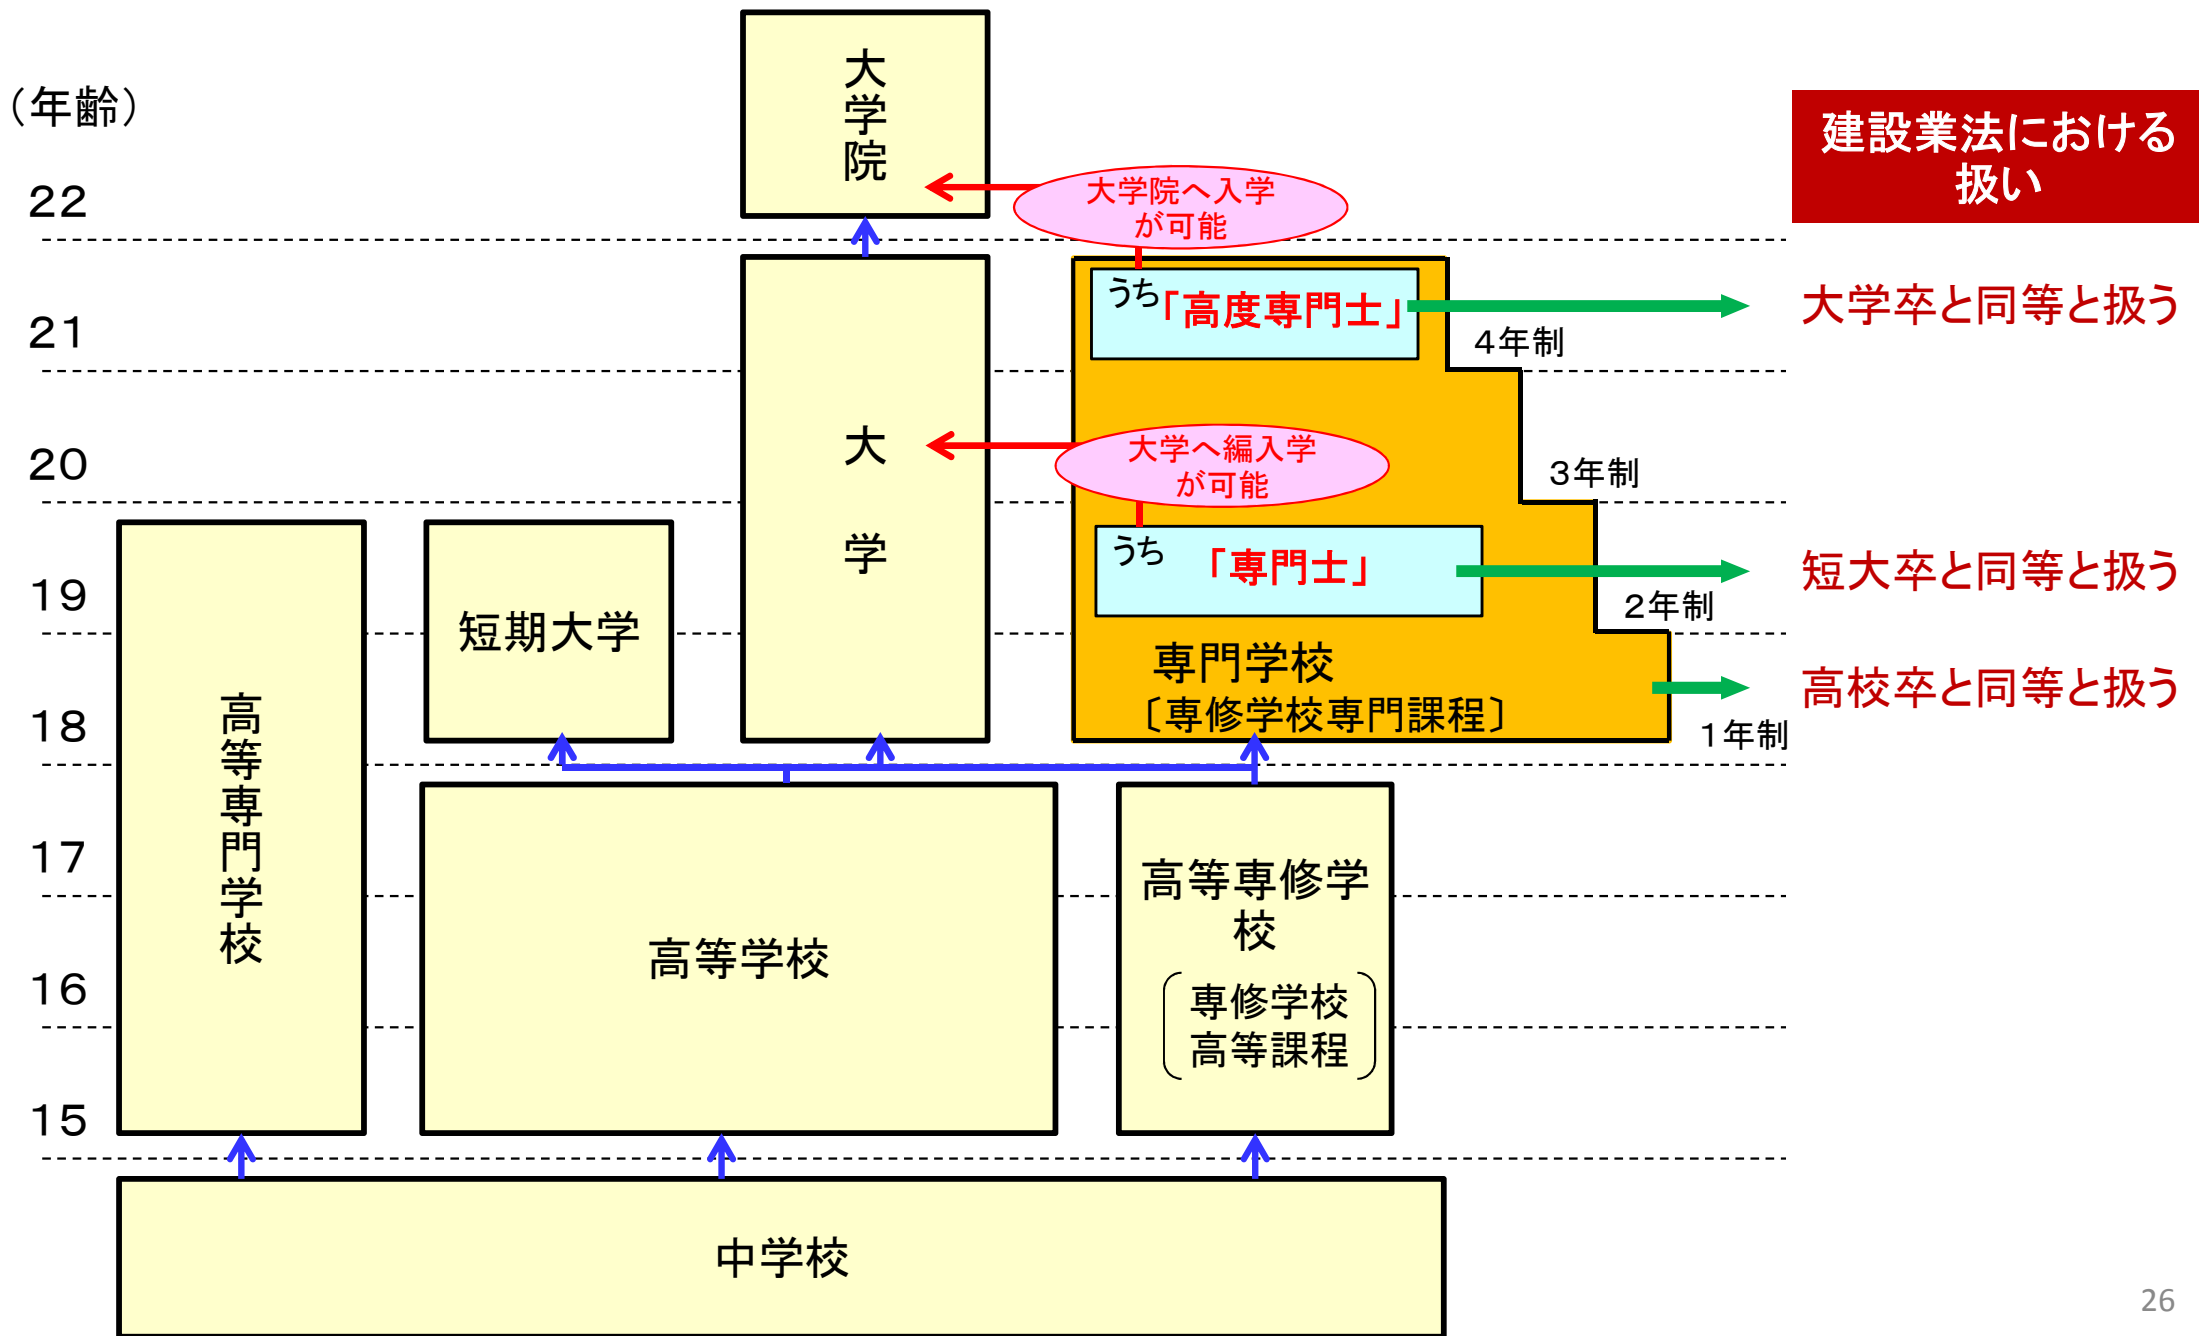 （年齢）
22
21
20
19
18
17
16
15
大学院
大学院へ入学
が可能
大学
大学へ編入学
が可能
うち
「高度専門士」
うち
「専門士」
専門学校
〔専修学校専門課程〕
４年制
３年制
２年制
１年制
建設業法における
扱い
大学卒と同等と扱う
短大卒と同等と扱う
高校卒と同等と扱う
高等専門学校
短期大学
高等学校
高等専修学
校
専修学校
高等課程
中学校
26